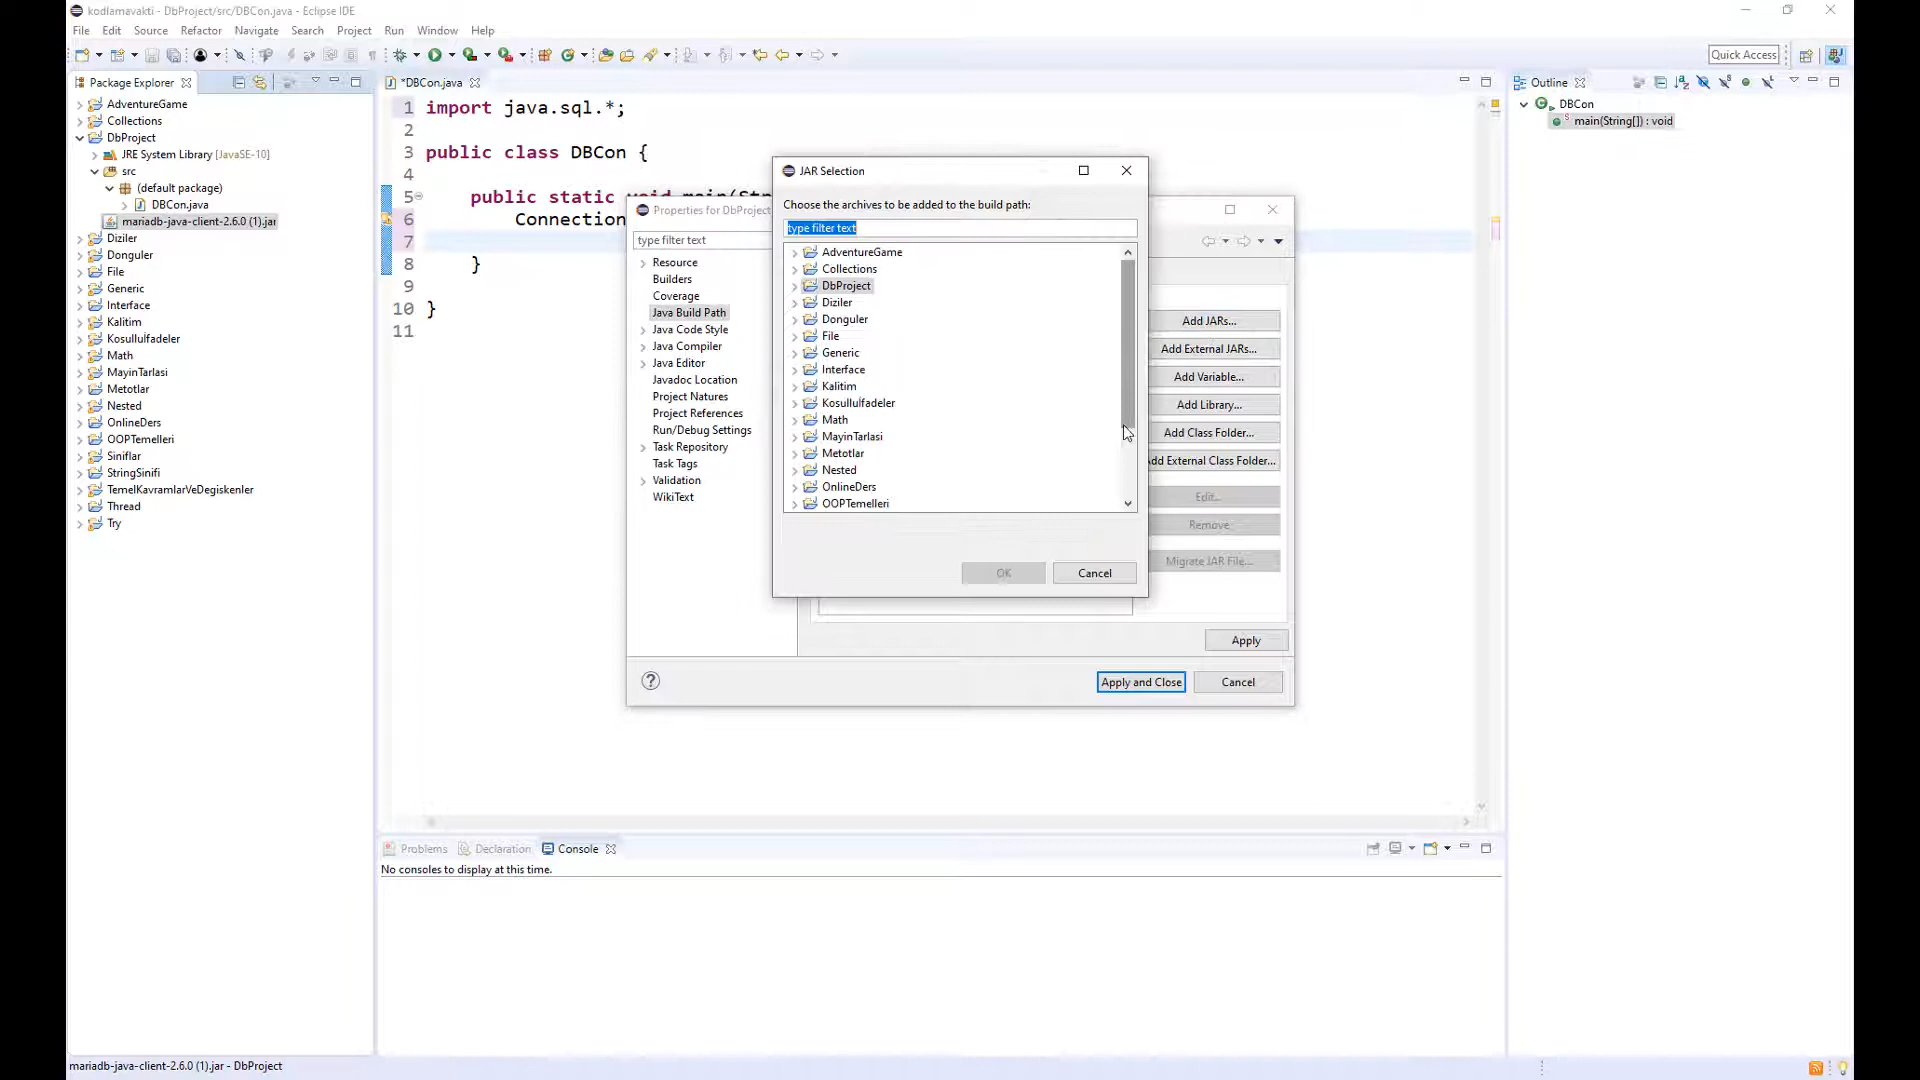 kodlamavakti - DbProject/src/DBCon.java - Eclipse IDE
File Edit Source Refactor Navigate Search Project Run Window Help
Quick Access
Package Explorer
AdventureGame
Collections
DbProject
JRE System Library [JavaSE-10]
src
(default package)
DBCon.java
mariadb-java-client-2.6.0 (1).jar
Diziler
Donguler
File
Generic
Interface
Kalitim
Kosullulfadeler
Math
MayinTarlasi
Metotlar
Nested
OnlineDers
OOPTemelleri
Siniflar
StringSinifi
TemelKavramlarVeDegiskenler
Thread
Try
*DBCon.java
1 import java.sql.*;
2
3 public class DBCon {
4
5 public static void main(St
6 Connection
7
8 }
9
10 }
11
Properties for DbProject
type filter text
Resource
Builders
Coverage
Java Build Path
Java Code Style
Java Compiler
Java Editor
Javadoc Location
Project Natures
Project References
Run/Debug Settings
Task Repository
Task Tags
Validation
WikiText
JAR Selection
Choose the archives to be added to the build path:
type filter text
AdventureGame
Collections
DbProject
Diziler
Donguler
File
Generic
Interface
Kalitim
Kosullulfadeler
Math
MayinTarlasi
Metotlar
Nested
OnlineDers
OOPTemelleri
OK Cancel
Add JARs...
Add External JARs...
Add Variable...
Add Library...
Add Class Folder...
Add External Class Folder...
Edit...
Remove
Migrate JAR File...
Apply
Apply and Close Cancel
Outline
DBCon
main(String[]) : void
Problems Declaration Console
No consoles to display at this time.
mariadb-java-client-2.6.0 (1).jar - DbProject